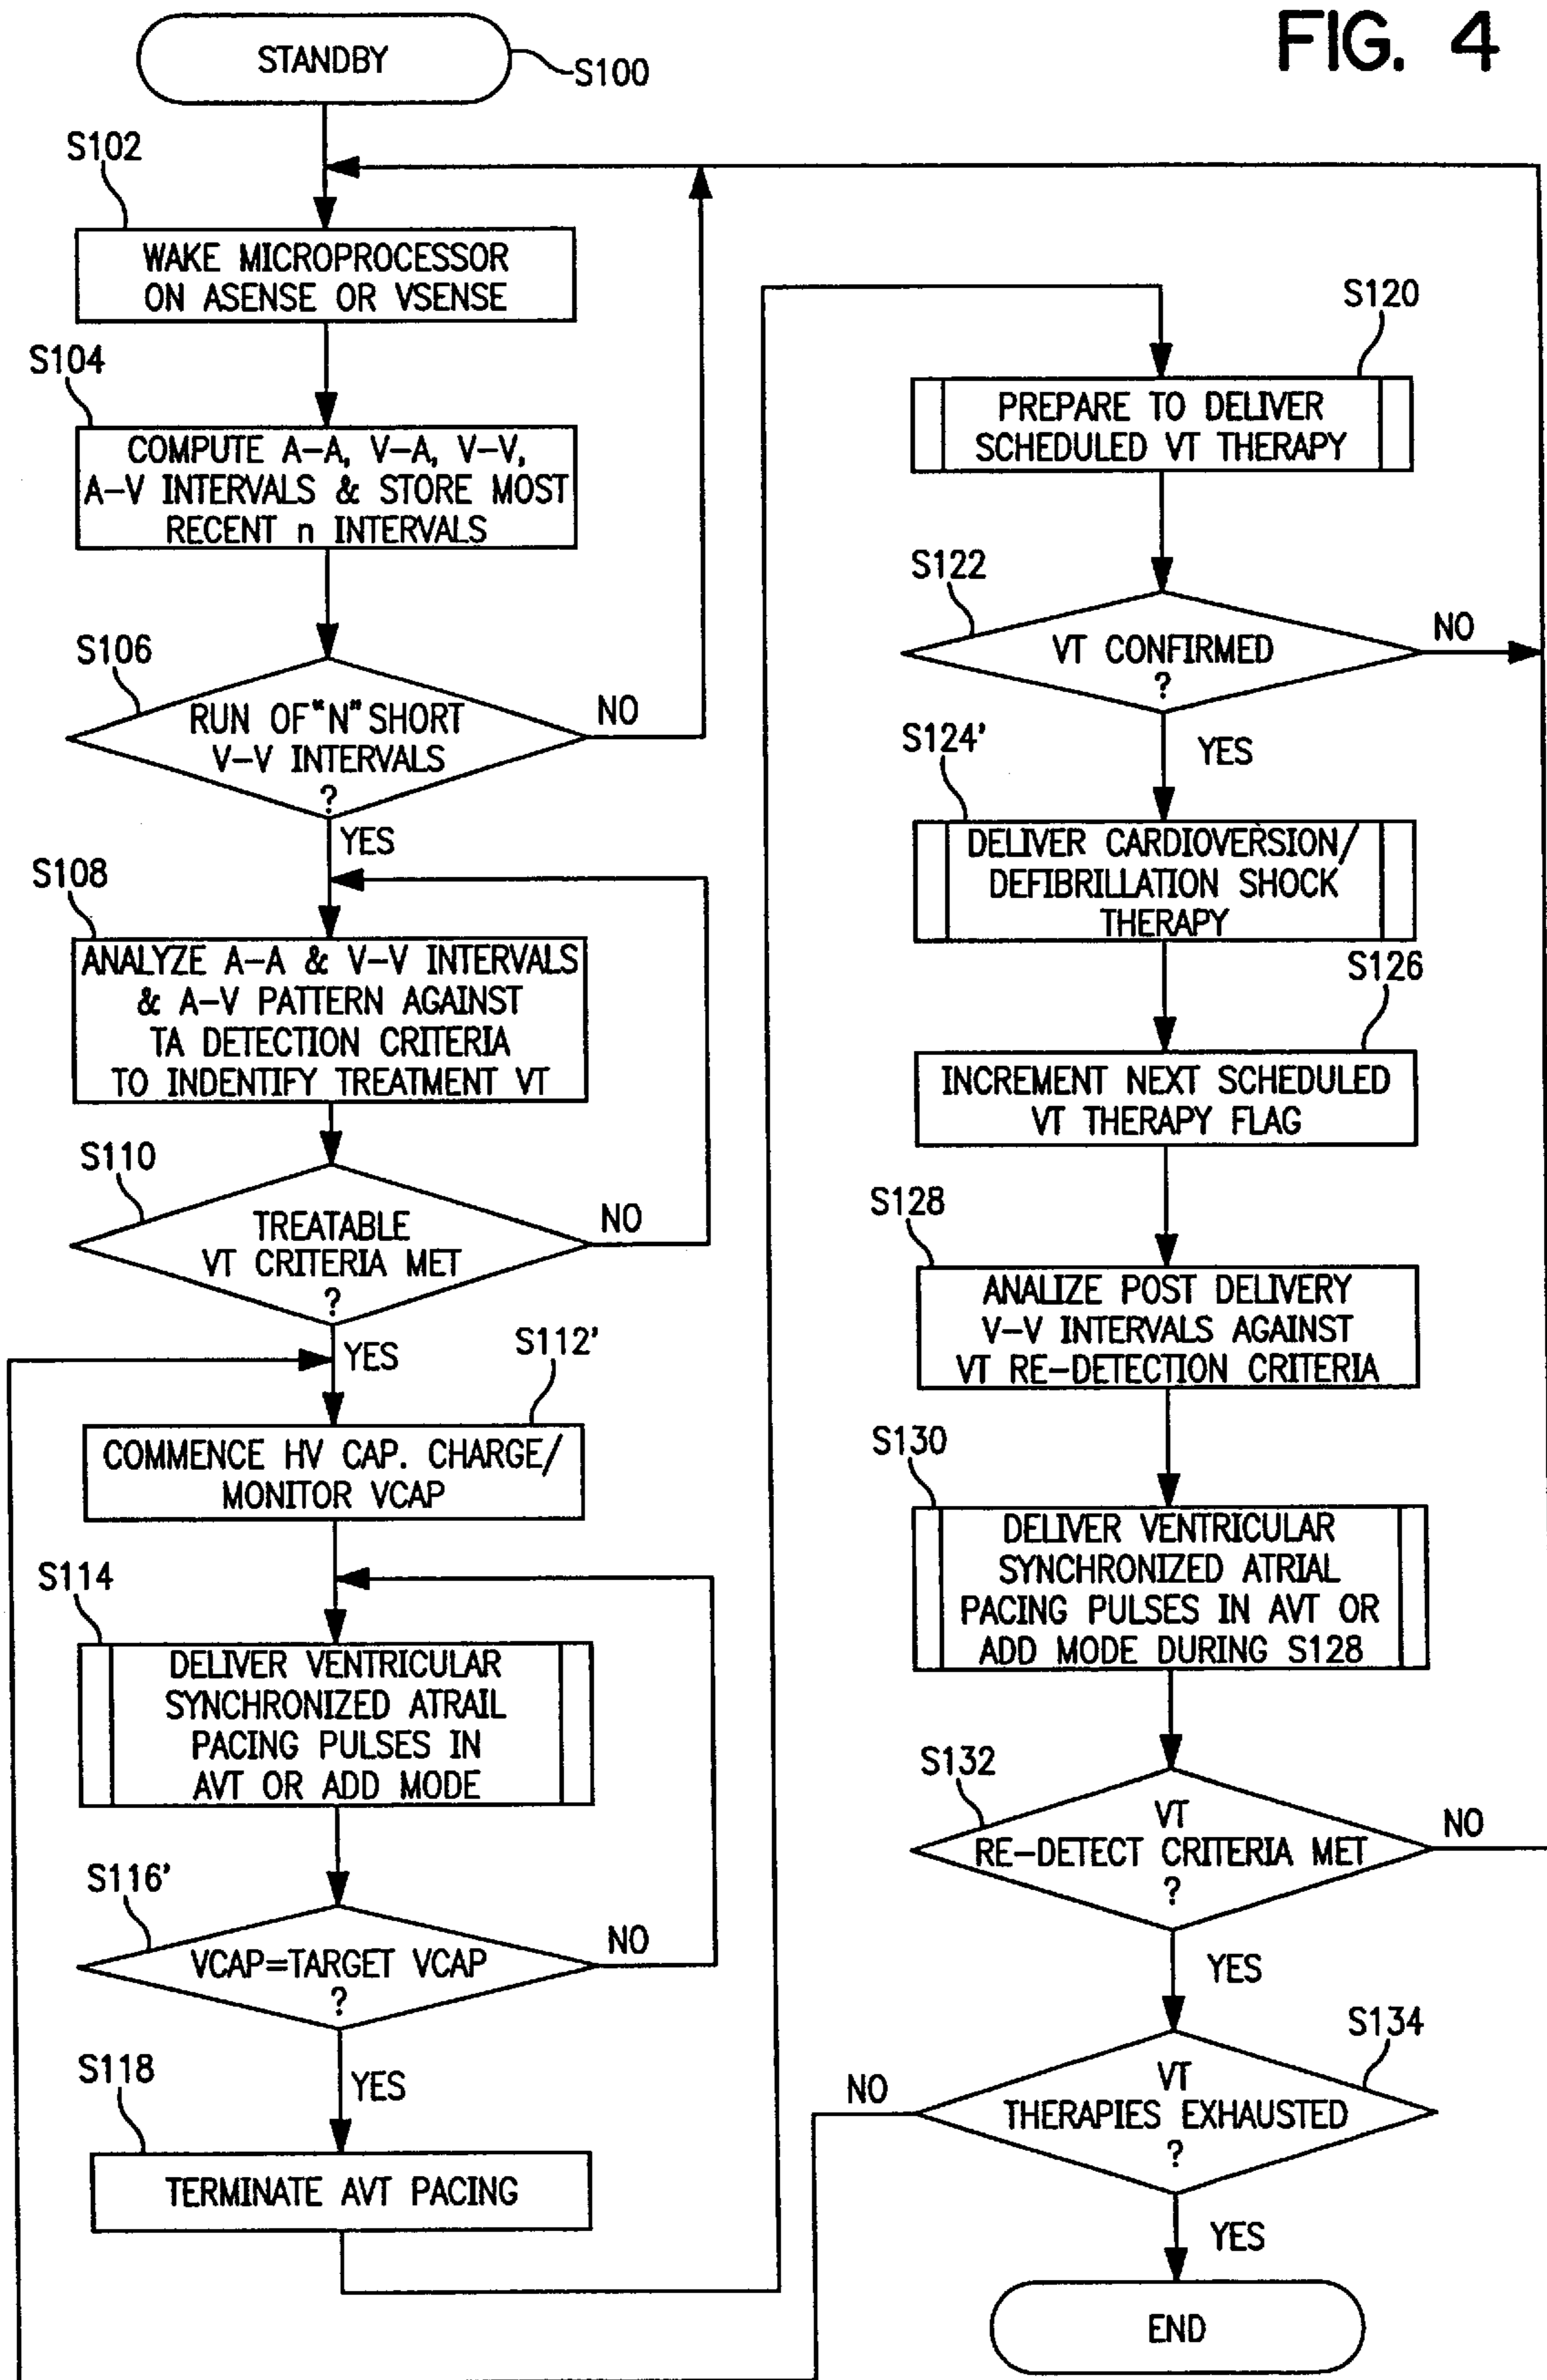 FIG. 4
STANDBY
S100
S102
WAKE MICROPROCESSOR
ON ASENSE OR VSENSE
S104
COMPUTE A-A, V-A, V-V,
A-V INTERVALS & STORE MOST
RECENT n INTERVALS
S106
RUN OF "N" SHORT
V-V INTERVALS
?
NO
YES
S108
ANALYZE A-A & V-V INTERVALS
& A-V PATTERN AGAINST
TA DETECTION CRITERIA
TO INDENTIFY TREATMENT VT
S110
TREATABLE
VT CRITERIA MET
?
NO
YES
S112'
COMMENCE HV CAP. CHARGE/
MONITOR VCAP
S114
DELIVER VENTRICULAR
SYNCHRONIZED ATRAIL
PACING PULSES IN
AVT OR ADD MODE
S116'
VCAP=TARGET VCAP
?
NO
YES
S118
TERMINATE AVT PACING
S120
PREPARE TO DELIVER
SCHEDULED VT THERAPY
S122
VT CONFIRMED
?
NO
YES
S124'
DELIVER CARDIOVERSION/
DEFIBRILLATION SHOCK
THERAPY
S126
INCREMENT NEXT SCHEDULED
VT THERAPY FLAG
S128
ANALIZE POST DELIVERY
V-V INTERVALS AGAINST
VT RE-DETECTION CRITERIA
S130
DELIVER VENTRICULAR
SYNCHRONIZED ATRIAL
PACING PULSES IN AVT OR
ADD MODE DURING S128
S132
VT
RE-DETECT CRITERIA MET
?
NO
YES
S134
VT
THERAPIES EXHAUSTED
?
NO
YES
END